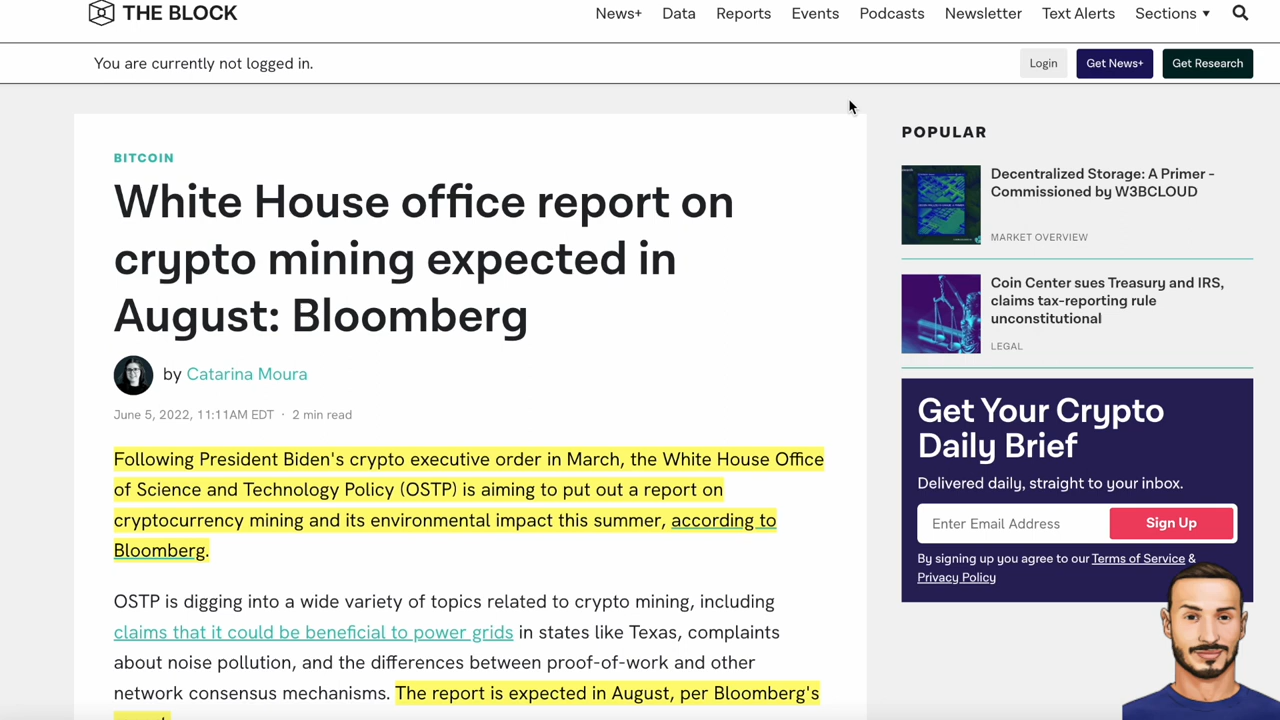 THE BLOCK
News+ Data Reports Events Podcasts Newsletter Text Alerts Sections
You are currently not logged in.
Login Get News+ Get Research
BITCOIN
White House office report on
crypto mining expected in
August: Bloomberg
by Catarina Moura
June 5, 2022, 11:11AM EDT · 2 min read
Following President Biden's crypto executive order in March, the White House Office
of Science and Technology Policy (OSTP) is aiming to put out a report on
cryptocurrency mining and its environmental impact this summer, according to
Bloomberg.
OSTP is digging into a wide variety of topics related to crypto mining, including
claims that it could be beneficial to power grids in states like Texas, complaints
about noise pollution, and the differences between proof-of-work and other
network consensus mechanisms. The report is expected in August, per Bloomberg's
POPULAR
Decentralized Storage: A Primer -
Commissioned by W3BCLOUD
MARKET OVERVIEW
Coin Center sues Treasury and IRS,
claims tax-reporting rule
unconstitutional
LEGAL
Get Your Crypto
Daily Brief
Delivered daily, straight to your inbox.
Enter Email Address Sign Up
By signing up you agree to our Terms of Service &
Privacy Policy